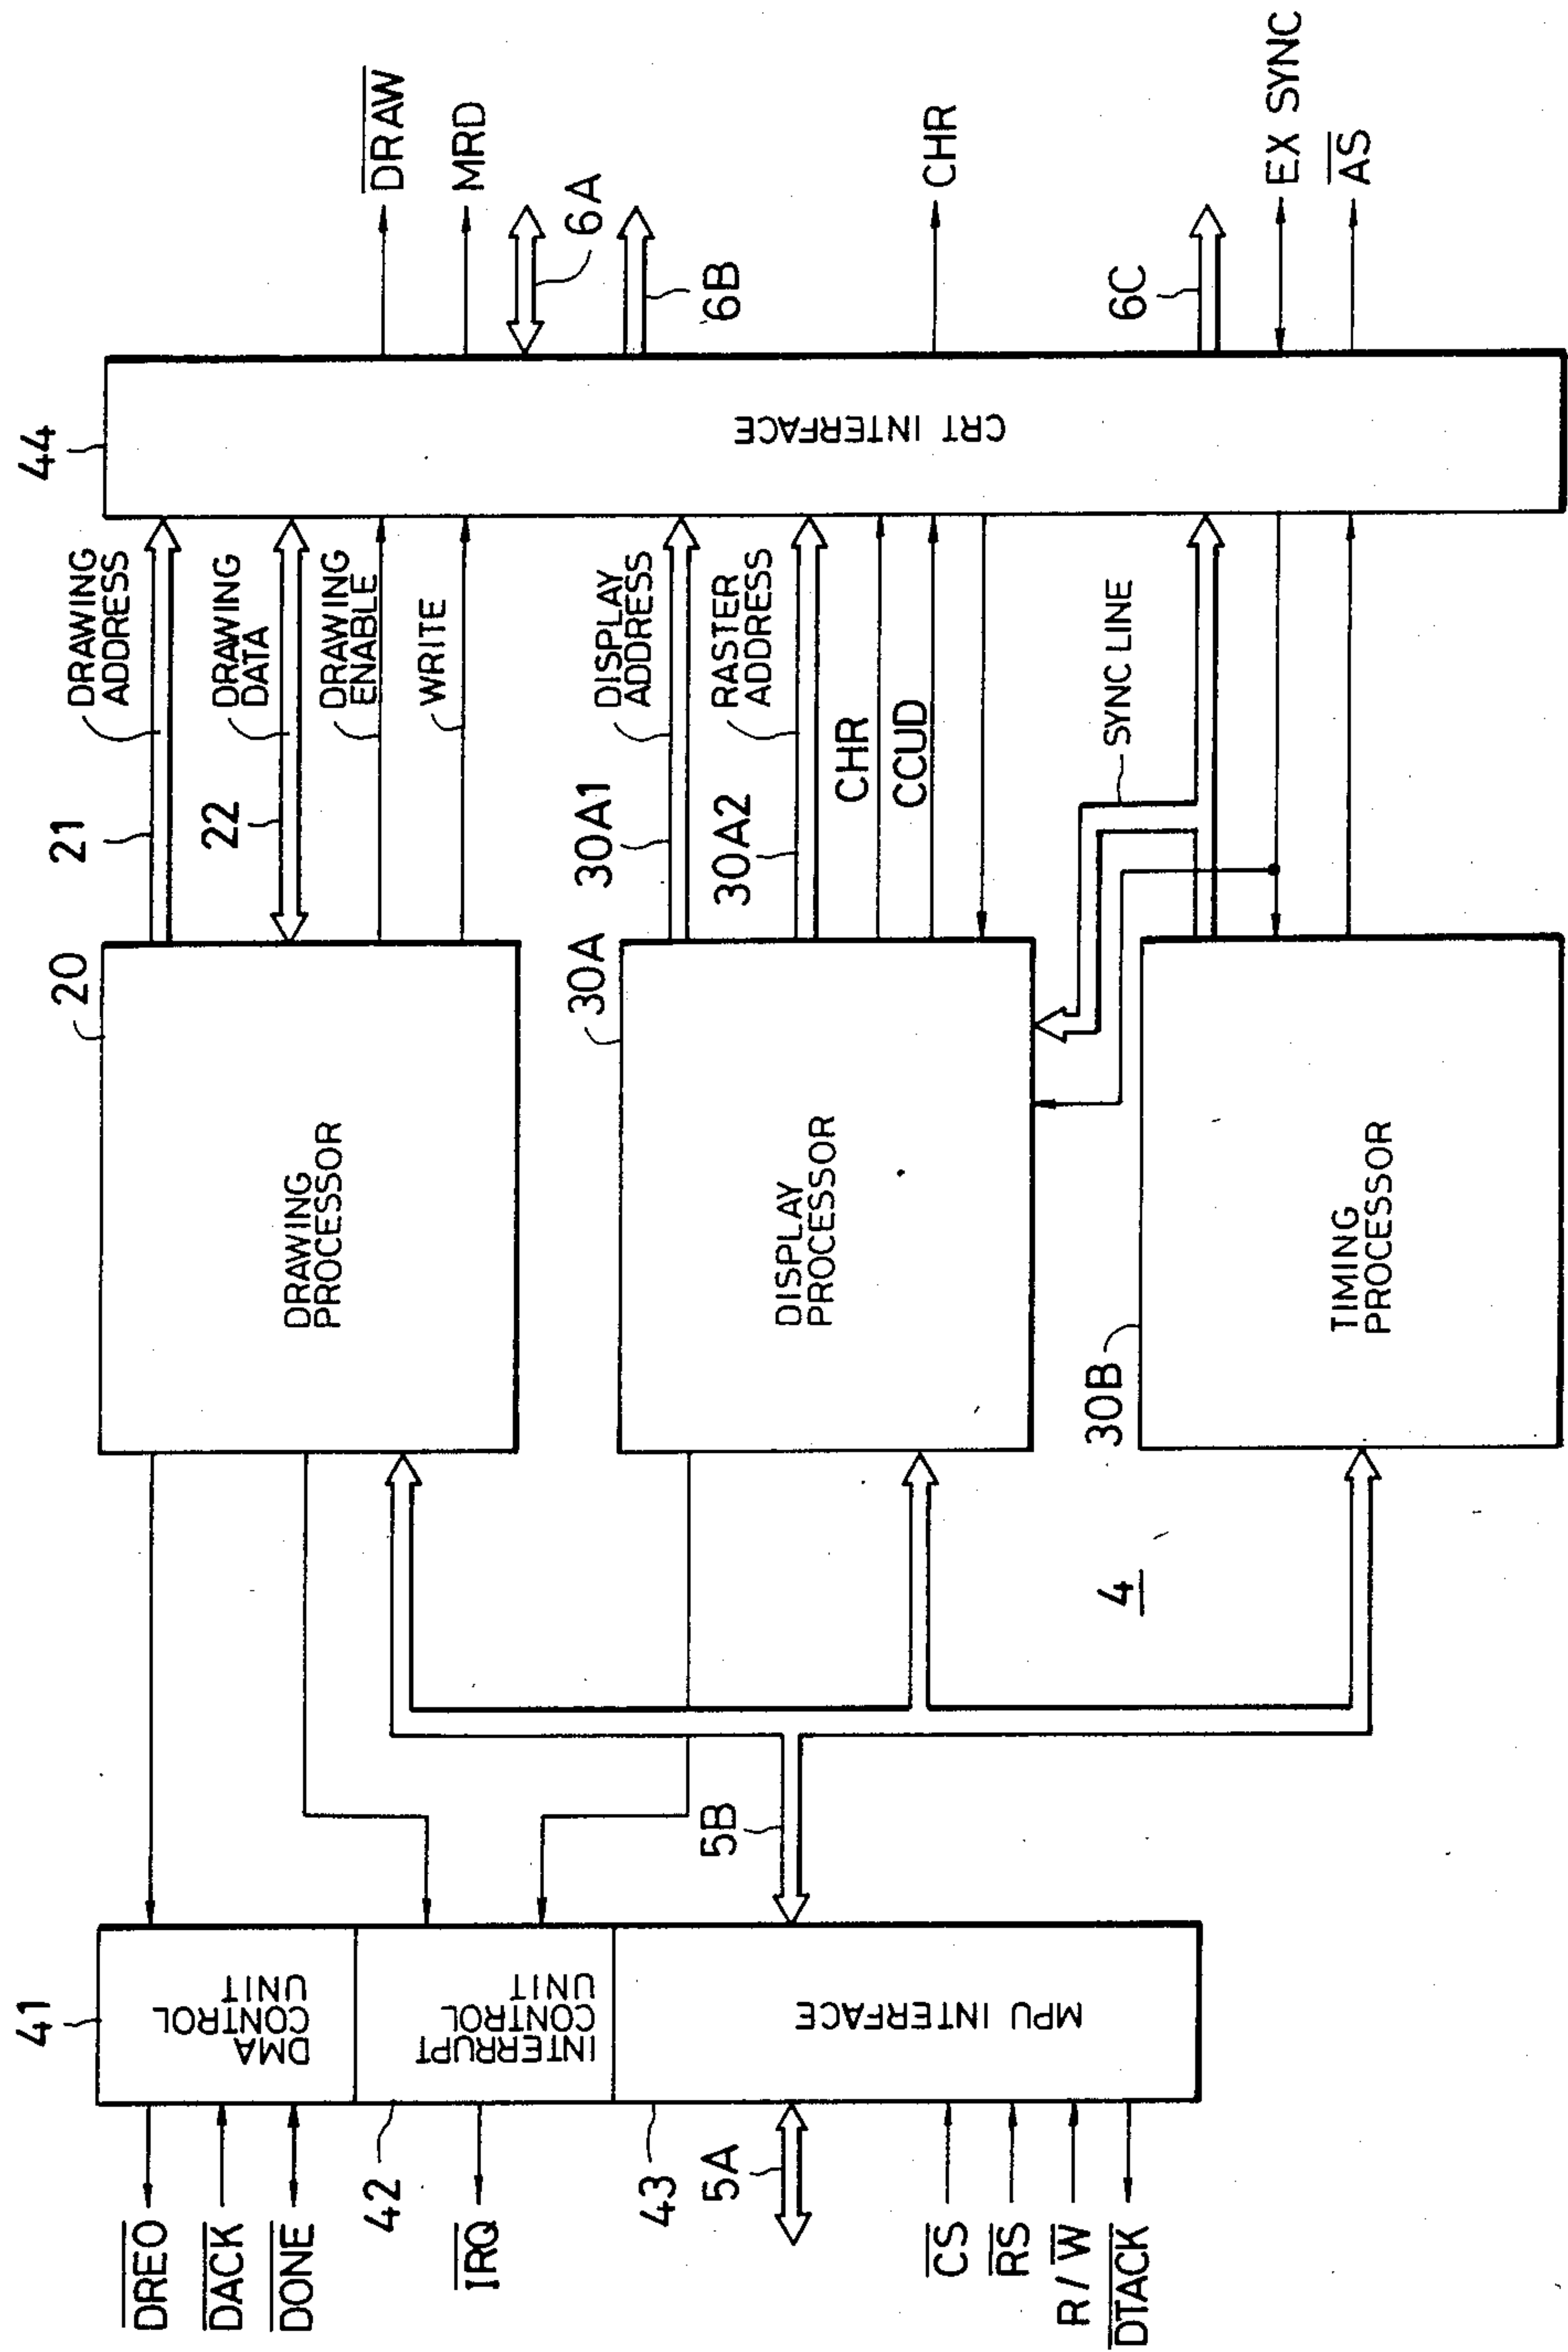 DREO
DACK
DONE
IRQ
CS
RS
R/W
DTACK
41
42
43
5A
DMA
CONTROL
UNIT
INTERRUPT
CONTROL
UNIT
MPU INTERFACE
5B
4
20
DRAWING
PROCESSOR
30A
DISPLAY
PROCESSOR
30B
TIMING
PROCESSOR
21
DRAWING
ADDRESS
22
DRAWING
DATA
DRAWING
ENABLE
WRITE
30A1
DISPLAY
ADDRESS
30A2
RASTER
ADDRESS
CHR
CCUD
SYNC LINE
44
CRT INTERFACE
DRAW
MRD
6A
6B
CHR
6C
EX SYNC
AS